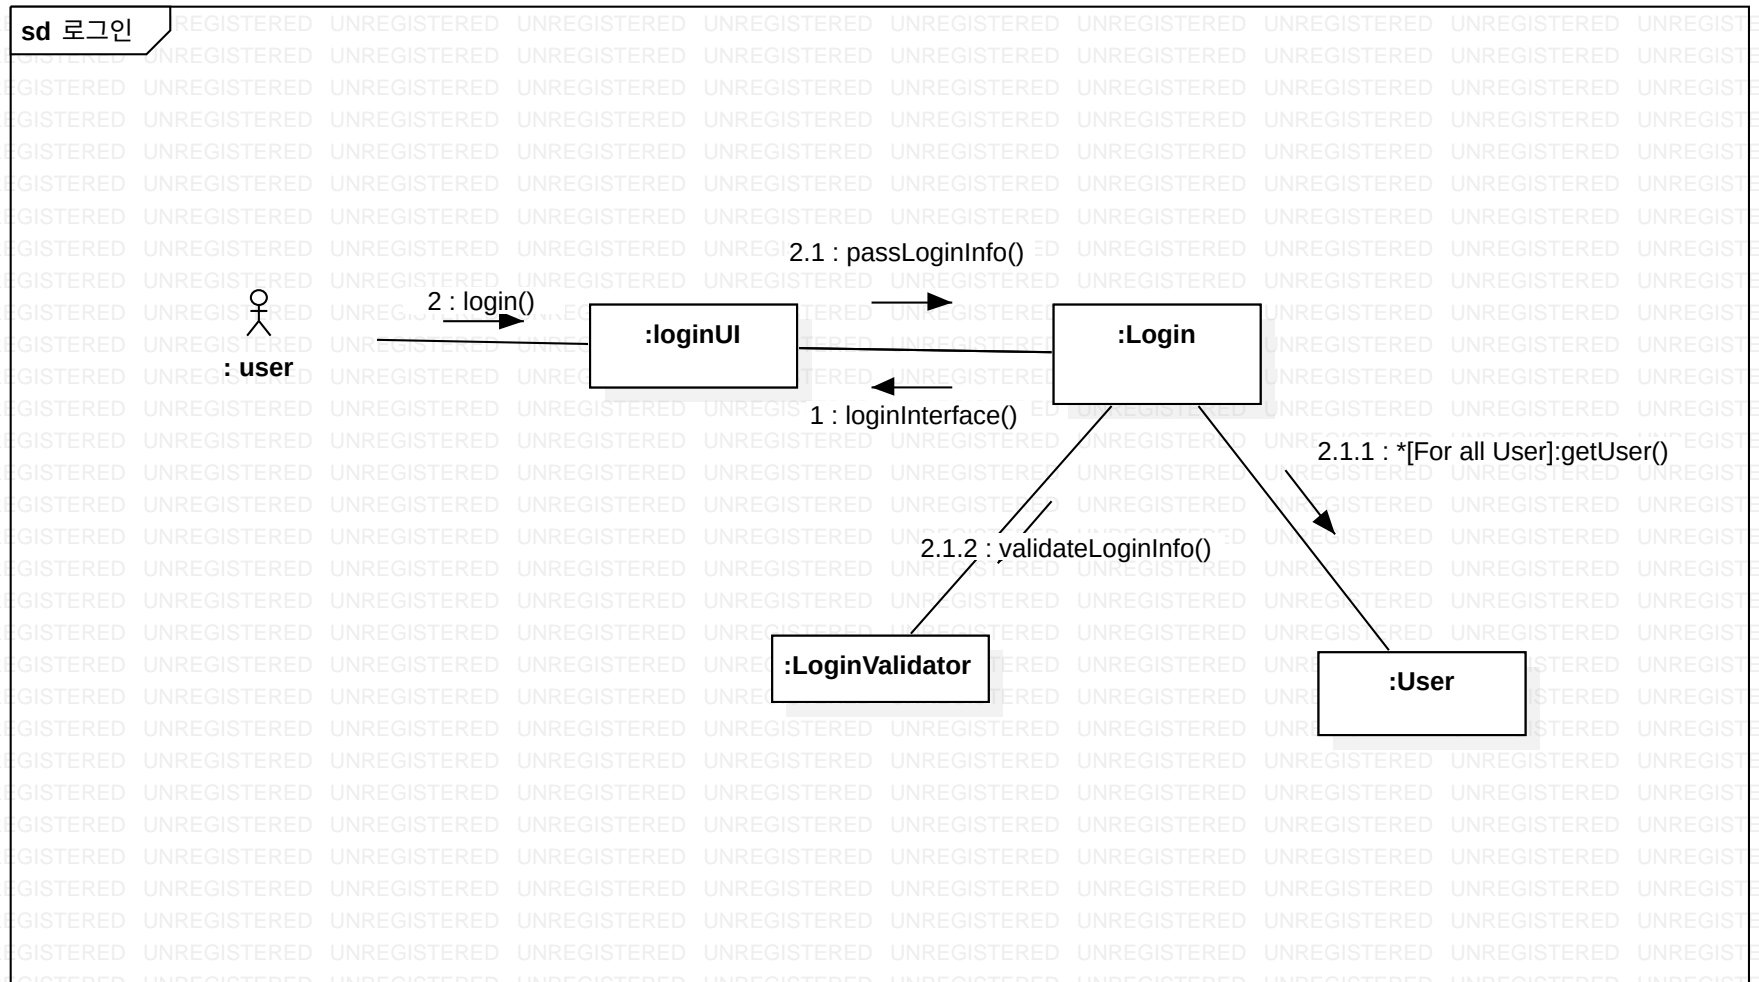 sd 로그인
2.1 : passLoginInfo()
2 : login()
:loginUI
:Login
: user
1 : loginInterface()
2.1.1 : *[For all User]:getUser()
2.1.2 : validateLoginInfo()
:LoginValidator
:User
UNREGISTERED